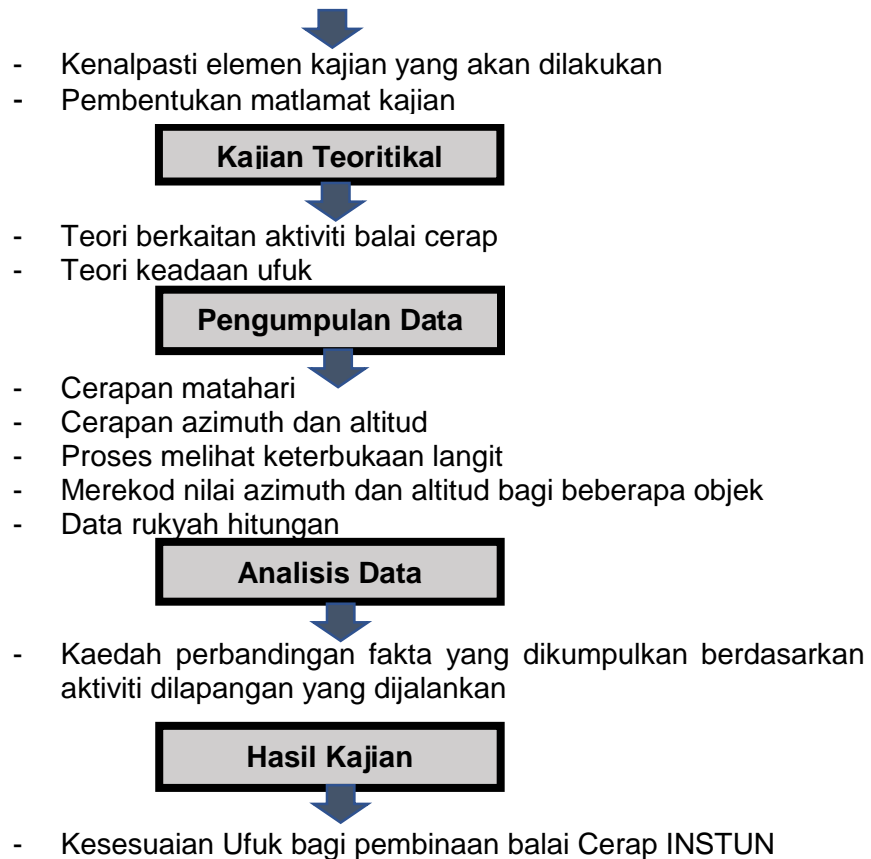 - Kenalpasti elemen kajian yang akan dilakukan
- Pembentukan matlamat kajian
Kajian Teoritikal
- Teori berkaitan aktiviti balai cerap
- Teori keadaan ufuk
Pengumpulan Data
- Cerapan matahari
- Cerapan azimuth dan altitud
- Proses melihat keterbukaan langit
- Merekod nilai azimuth dan altitud bagi beberapa objek
- Data rukyah hitungan
Analisis Data
- Kaedah perbandingan fakta yang dikumpulkan berdasarkan
aktiviti dilapangan yang dijalankan
Hasil Kajian
- Kesesuaian Ufuk bagi pembinaan balai Cerap INSTUN